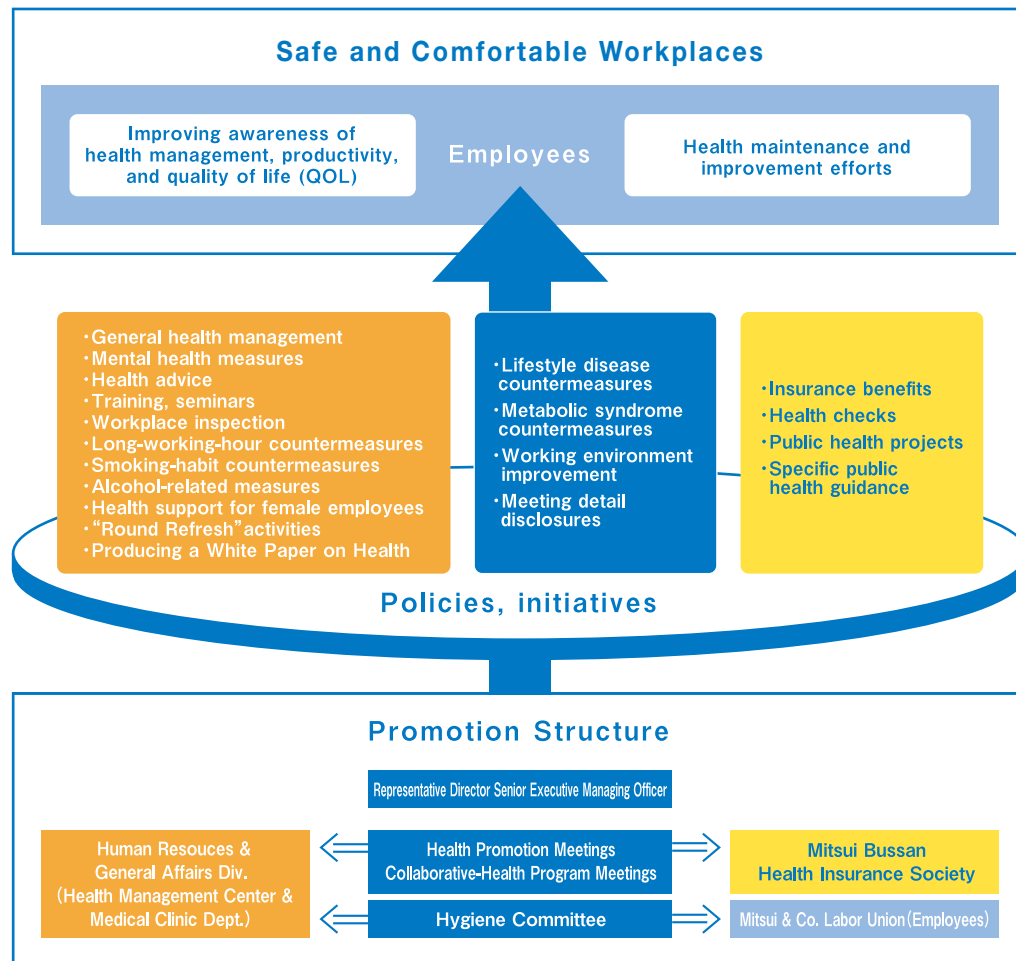 Safe and Comfortable Workplaces
Improving awareness of
health management, productivity,
and quality of life (QOL)
Employees
Health maintenance and
improvement efforts
・General health management
・Mental health measures
・Health advice
・Training, seminars
・Workplace inspection
・Long-working-hour countermeasures
・Smoking-habit countermeasures
・Alcohol-related measures
・Health support for female employees
・“Round Refresh”activities
・Producing a White Paper on Health
・Lifestyle disease
countermeasures
・Metabolic syndrome
countermeasures
・Working environment
improvement
・Meeting detail
disclosures
・Insurance benefits
・Health checks
・Public health projects
・Specific public
health guidance
Policies, initiatives
Promotion Structure
Representative Director Senior Executive Managing Officer
Human Resouces &
General Affairs Div.
(Health Management Center &
Medical Clinic Dept.)
Health Promotion Meetings
Collaborative-Health Program Meetings
Mitsui Bussan
Health Insurance Society
Hygiene Committee
Mitsui & Co. Labor Union(Employees)